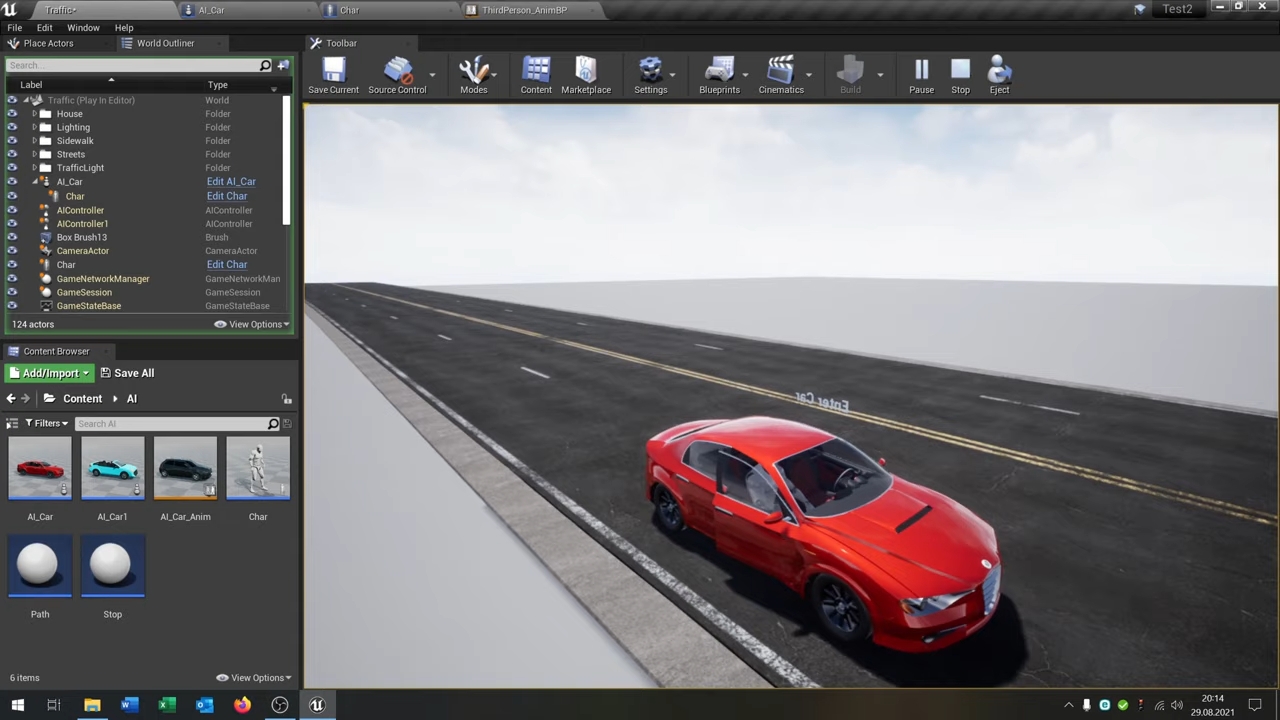 Traffic*
AI_Car
Char
ThirdPerson_AnimBP
Test2
File Edit Window Help
Place Actors
World Outliner
Toolbar
Search...
Label Type
Save Current
Source Control
Modes
Content
Marketplace
Settings
Blueprints
Cinematics
Build
Pause
Stop
Eject
Traffic (Play In Editor) World
House Folder
Lighting Folder
Sidewalk Folder
Streets Folder
TrafficLight Folder
AI_Car Edit AI_Car
Char Edit Char
AIController AIController
AIController1 AIController
Box Brush13 Brush
CameraActor CameraActor
Char Edit Char
GameNetworkManager GameNetworkMan
GameSession GameSession
GameStateBase GameStateBase
124 actors View Options
Content Browser
Add/Import Save All
Content AI
Filters Search AI
AI_Car
AI_Car1
AI_Car_Anim
Char
Path
Stop
6 items View Options
Enter Car
20:14
29.08.2021